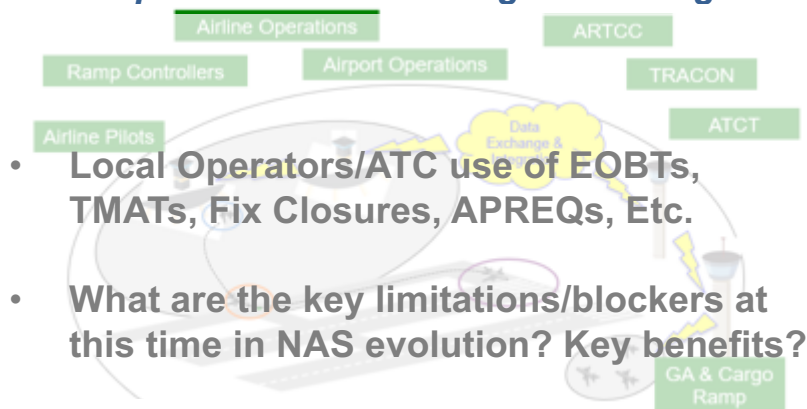 Airline Operations
ARTCC
Ramp Controllers
Airport Operations
TRACON
Airline Pilots
Data
Exchange &
ATCT
• Local Operators/ATC use of EOBTs,
TMATs, Fix Closures, APREQs, Etc.
• What are the key limitations/blockers at
this time in NAS evolution? Key benefits?
GA & Cargo
Ramp